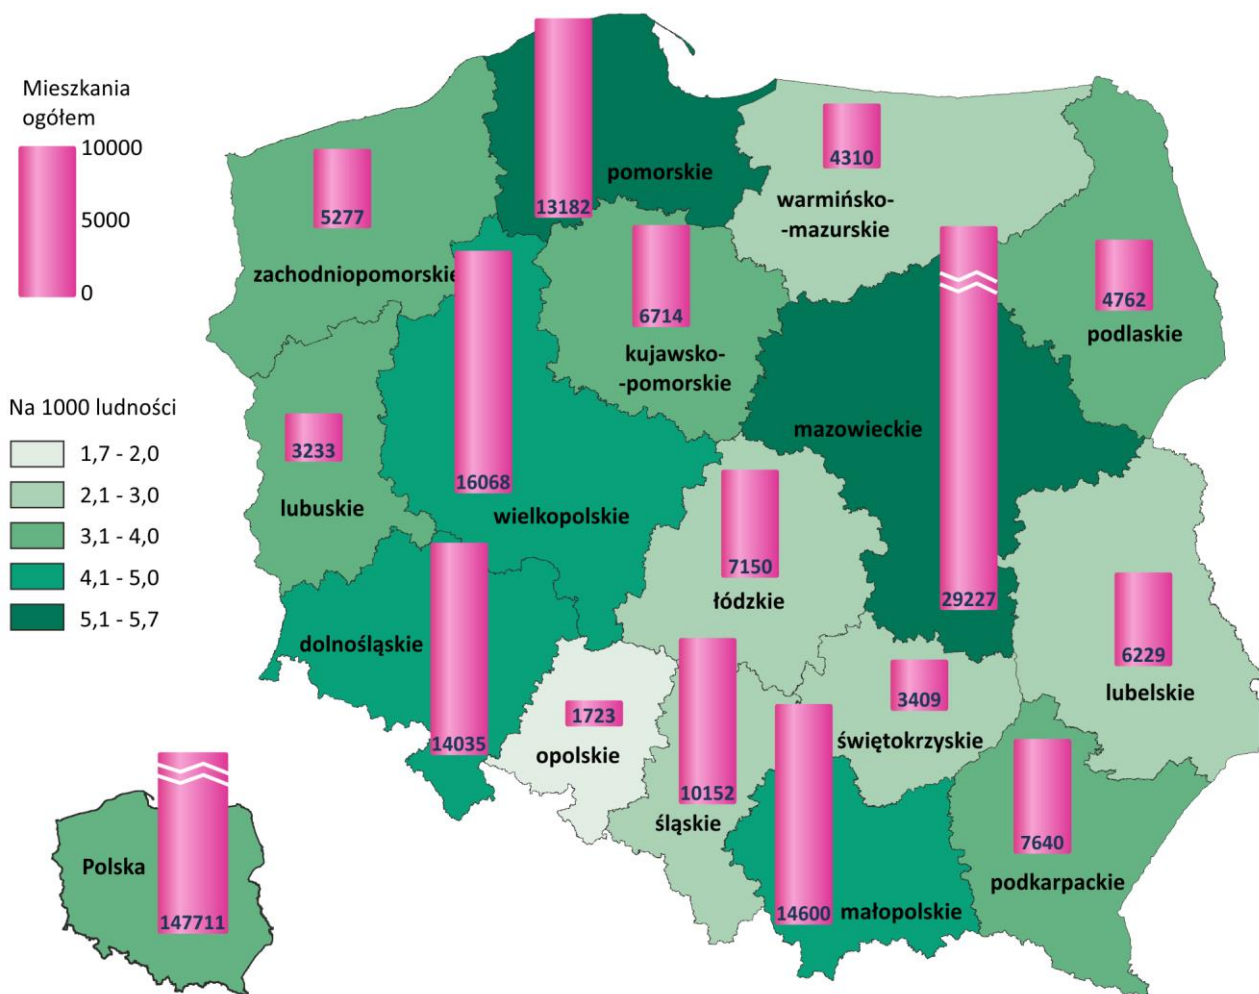 Mieszkania
ogółem
10000
5000
0
Na 1000 ludności
1,7 - 2,0
2,1 - 3,0
3,1 - 4,0
4,1 - 5,0
5,1 - 5,7
5277
zachodniopomorskie
13182
pomorskie
4310
warmińsko-
-mazurskie
4762
podlaskie
6714
kujawsko-
-pomorskie
3233
lubuskie
16068
wielkopolskie
29227
mazowieckie
7150
łódzkie
6229
lubelskie
14035
dolnośląskie
1723
opolskie
10152
śląskie
3409
świętokrzyskie
14600
małopolskie
7640
podkarpackie
Polska
147711